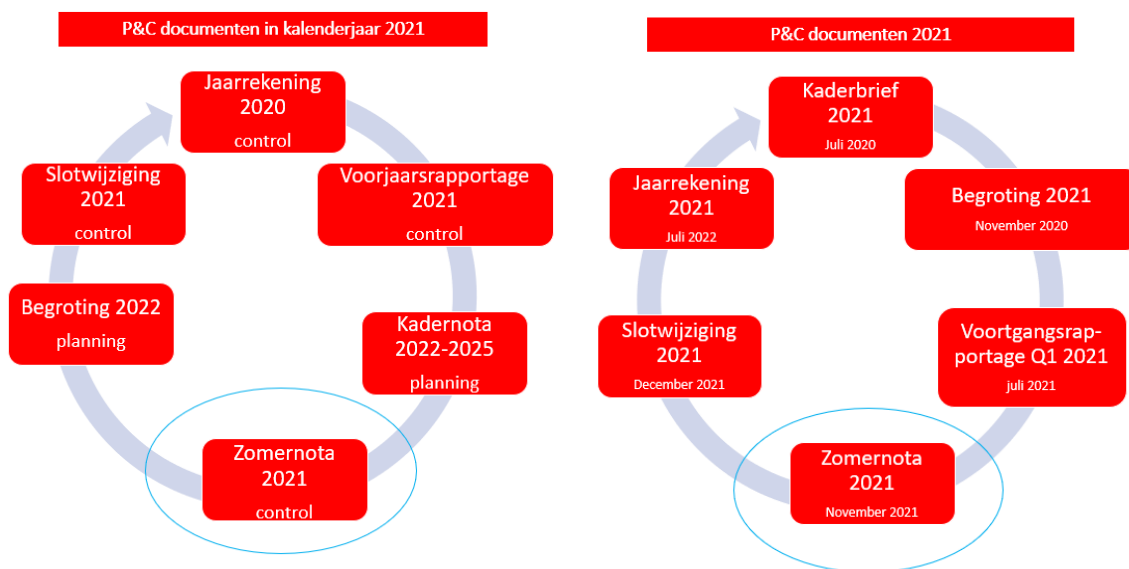 P&C documenten in kalenderjaar 2021
Jaarrekening
2020
control
Voorjaarsrapportage
2021
control
Kadernota
2022-2025
planning
Zomernota
2021
control
Begroting 2022
planning
Slotwijziging
2021
control
P&C documenten 2021
Kaderbrief
2021
Juli 2020
Begroting 2021
November 2020
Voortgangsrap-
portage Q1 2021
juli 2021
Zomernota
2021
November 2021
Slotwijziging
2021
December 2021
Jaarrekening
2021
Juli 2022